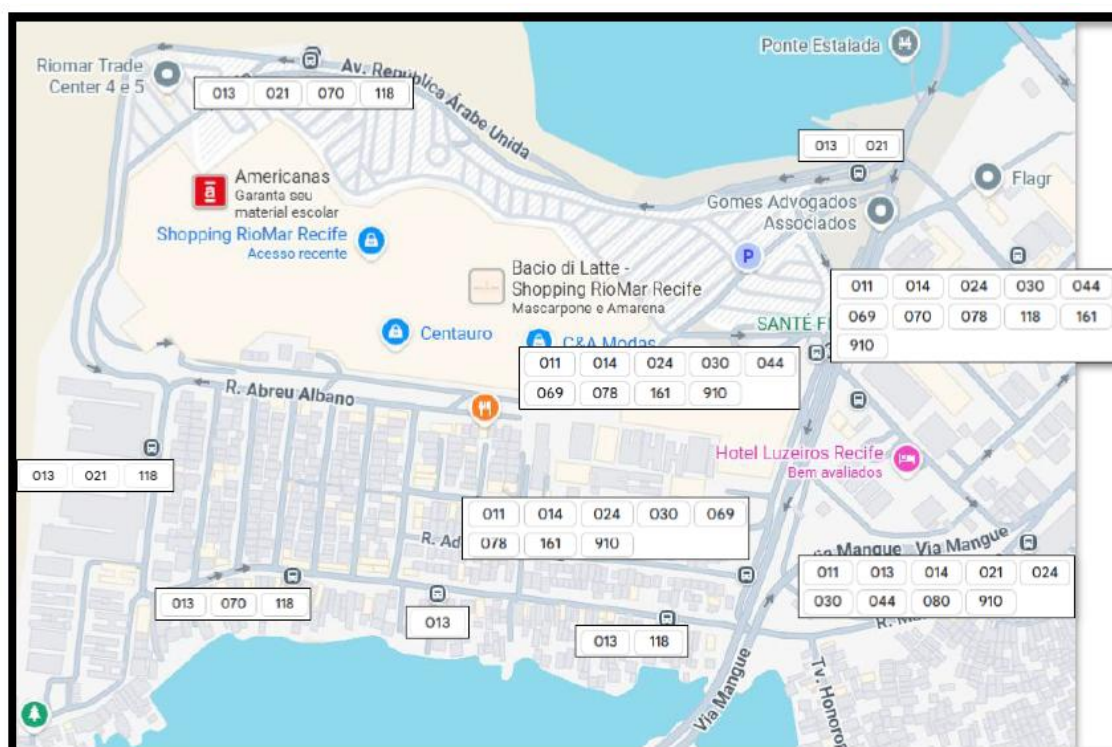 Ponte Estaiada
Riomar Trade
Center 4 e 5
Av. República Árabe Unida
013 021 070 118
013 021
Americanas
Garanta seu
material escolar
Flagr
Gomes Advogados
Associados
Shopping RioMar Recife
Acesso recente
P
Bacio di Latte -
Shopping RioMar Recife
Mascarpone e Amarena
011 014 024 030 044
069 070 078 118 161
910
SANTÉ
Centauro
C&A Modas
011 014 024 030 044
069 078 161 910
R. Abreu Albano
Hotel Luzeiros Recife
Bem avaliados
013 021 118
011 014 024 030 069
078 161 910
R. Ad
Via Mangue Via Mangue
011 013 014 021 024
030 044 080 910
013 070 118
013
013 118
Via Mangue